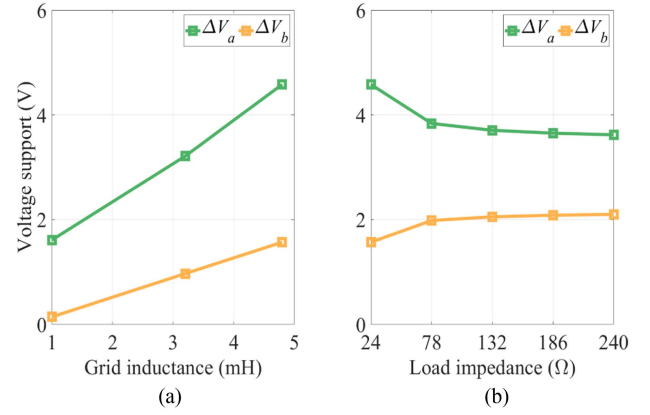 6
4
2
0
Voltage support (V)
ΔVa
ΔVb
1
2
3
4
5
Grid inductance (mH)
(a)
6
4
2
0
ΔVa
ΔVb
24
78
132
186
240
Load impedance (Ω)
(b)